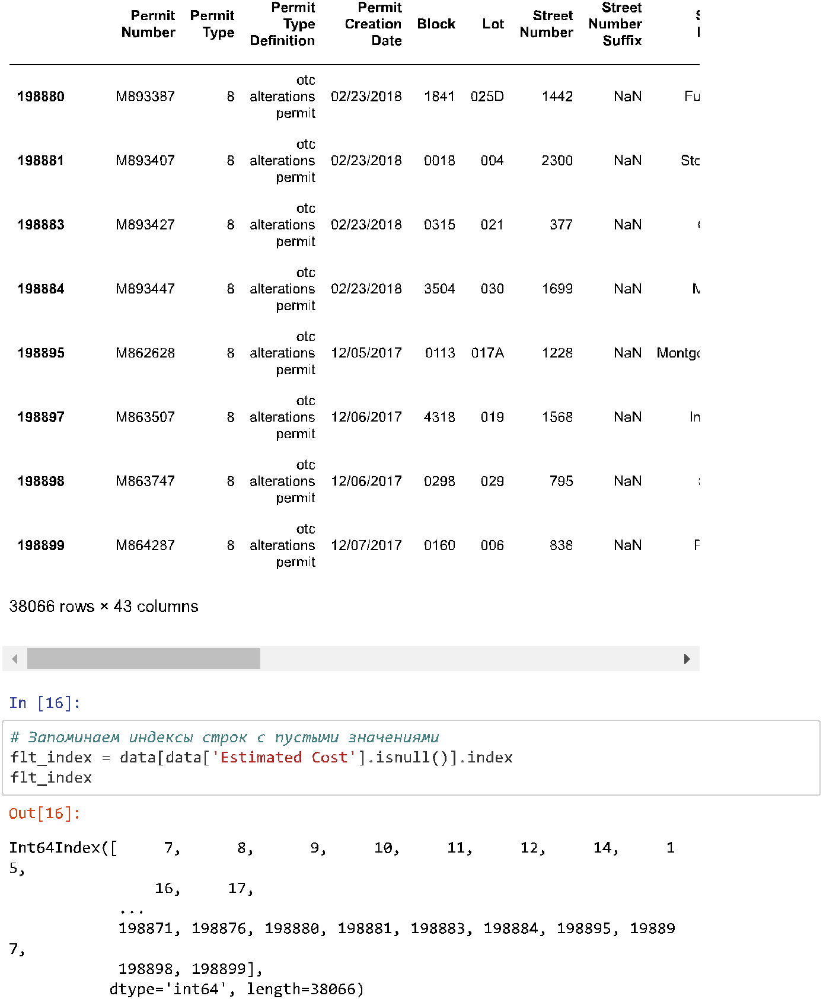 Permit Number Permit Type Permit Type Definition Permit Creation Date Block Lot Street Number Street Number Suffix
198880 M893387 8 otc alterations permit 02/23/2018 1841 025D 1442 NaN Fu
198881 M893407 8 otc alterations permit 02/23/2018 0018 004 2300 NaN Sto
198883 M893427 8 otc alterations permit 02/23/2018 0315 021 377 NaN
198884 M893447 8 otc alterations permit 02/23/2018 3504 030 1699 NaN
198895 M862628 8 otc alterations permit 12/05/2017 0113 017A 1228 NaN Montgo
198897 M863507 8 otc alterations permit 12/06/2017 4318 019 1568 NaN In
198898 M863747 8 otc alterations permit 12/06/2017 0298 029 795 NaN
198899 M864287 8 otc alterations permit 12/07/2017 0160 006 838 NaN
38066 rows × 43 columns
In [16]:
# Запоминаем индексы строк с пустыми значениями
flt_index = data[data['Estimated Cost'].isnull()].index
flt_index
Out[16]:
Int64Index([ 7, 8, 9, 10, 11, 12, 14, 1
5,
16, 17,
...
198871, 198876, 198880, 198881, 198883, 198884, 198895, 19889
7,
198898, 198899],
dtype='int64', length=38066)